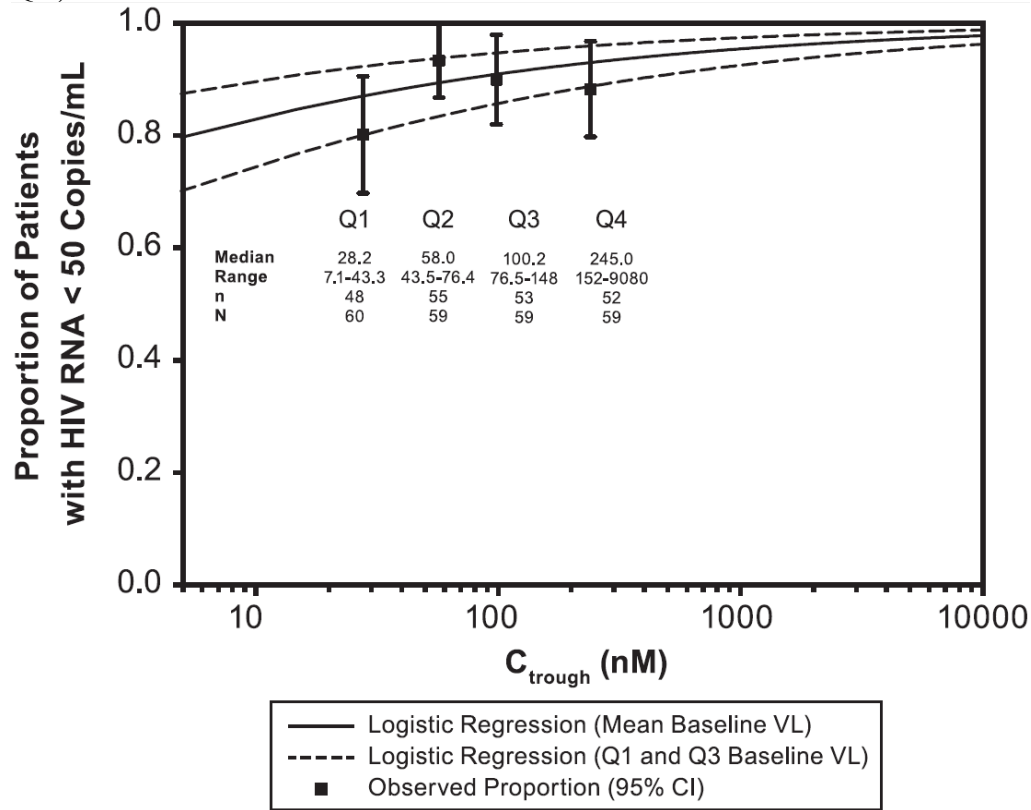 1.0
0.8
0.6
0.4
0.2
0.0
Proportion of Patients
with HIV RNA < 50 Copies/mL
Q1 Q2 Q3 Q4
Median 28.2 58.0 100.2 245.0
Range 7.1-43.3 43.5-76.4 76.5-148 152-9080
n 48 55 53 52
N 60 59 59 59
10 100 1000 10000
Ctrough (nM)
Logistic Regression (Mean Baseline VL)
Logistic Regression (Q1 and Q3 Baseline VL)
Observed Proportion (95% CI)